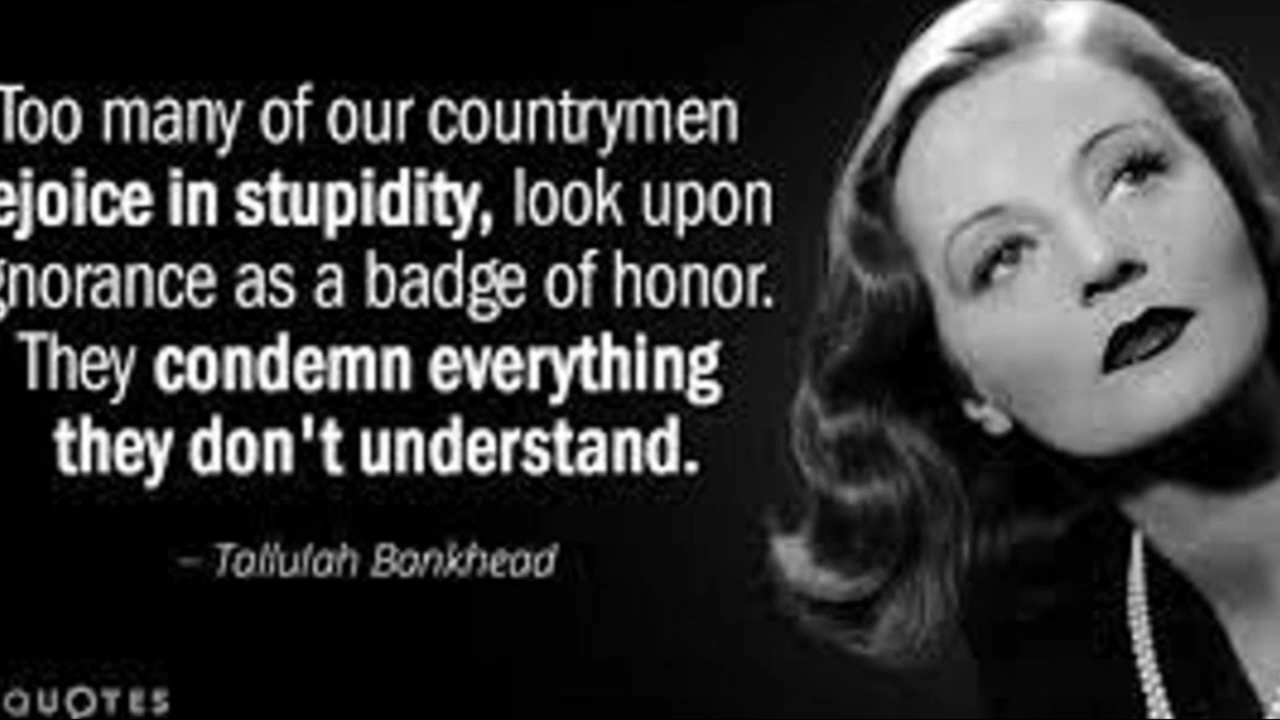 Too many of our countrymen
ejoice in stupidity, look upon
gnorance as a badge of honor.
They condemn everything
they don't understand.
– Tallulah Bankhead
QUOTES